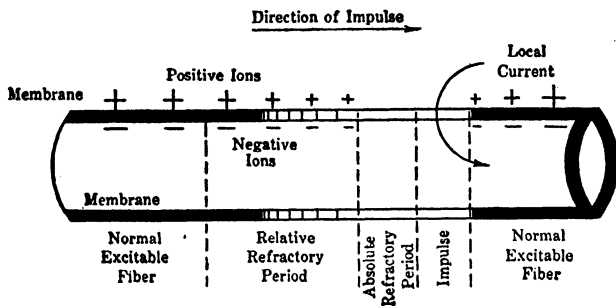 Direction of Impulse
Positive Ions
Local
Current
Membrane
Negative
Ions
Membrane
Normal
Excitable
Fiber
Relative
Refractory
Period
Absolute
Refractory
Period
Impulse
Normal
Excitable
Fiber